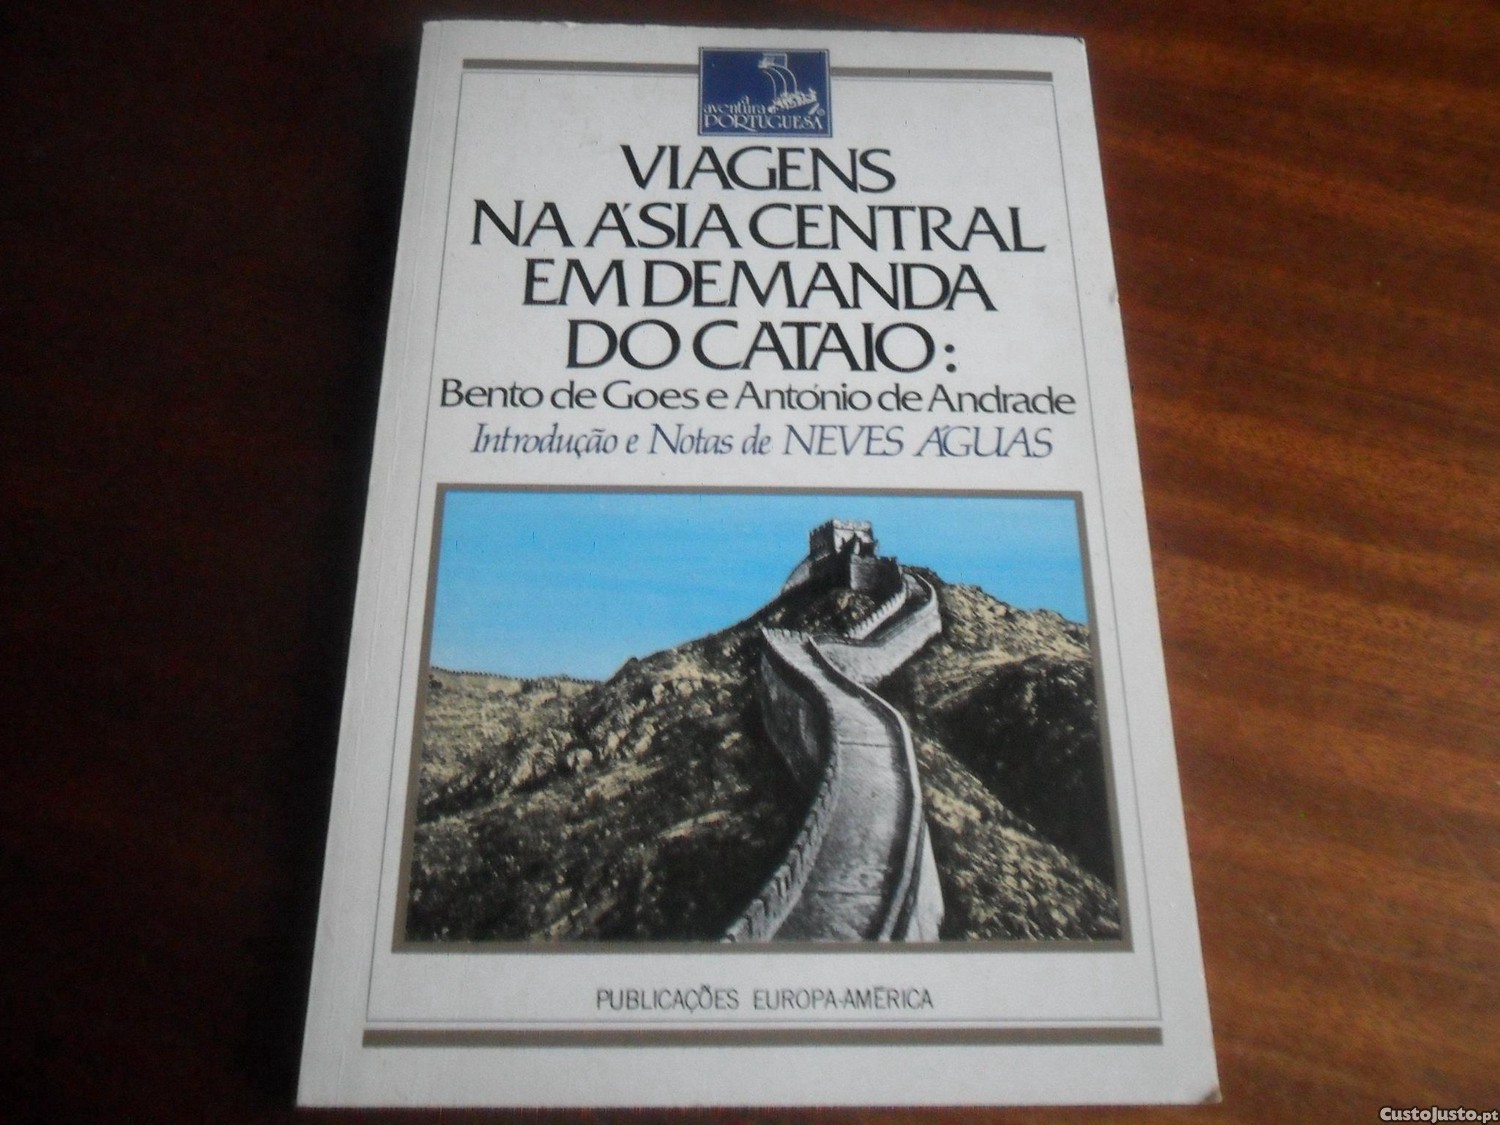 a
aventura
PORTUGUESA
VIAGENS
NA ÁSIA CENTRAL
EM DEMANDA
DO CATAIO:
Bento de Goes e António de Andrade
Introdução e Notas de NEVES ÁGUAS
PUBLICAÇÕES EUROPA-AMÉRICA
CustoJusto.pt